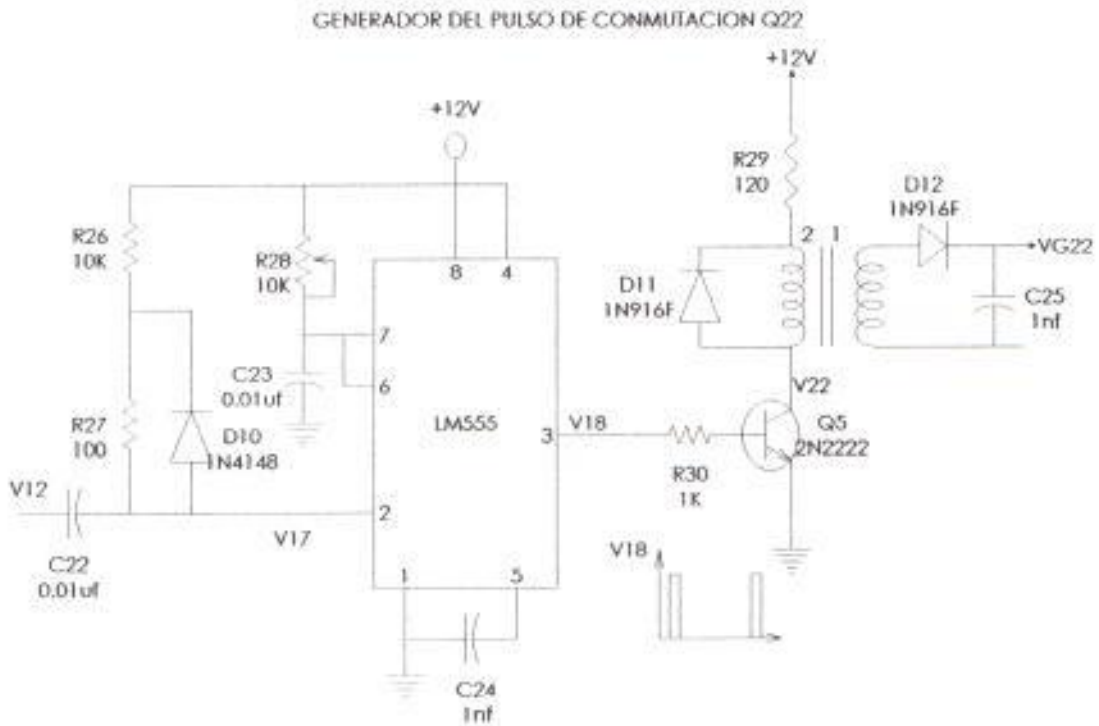 GENERADOR DEL PULSO DE CONMUTACION Q22
+12V
+12V
R29
120
D12
1N916F
R26
10K
R28
10K
8
4
2
1
VG22
D11
1N916F
C25
1nf
7
C23
0.01uf
6
V22
R27
100
D10
1N4148
LM555
3
V18
Q5
2N2222
R30
1K
V12
2
V17
C22
0.01uf
V18
1
5
C24
1nf